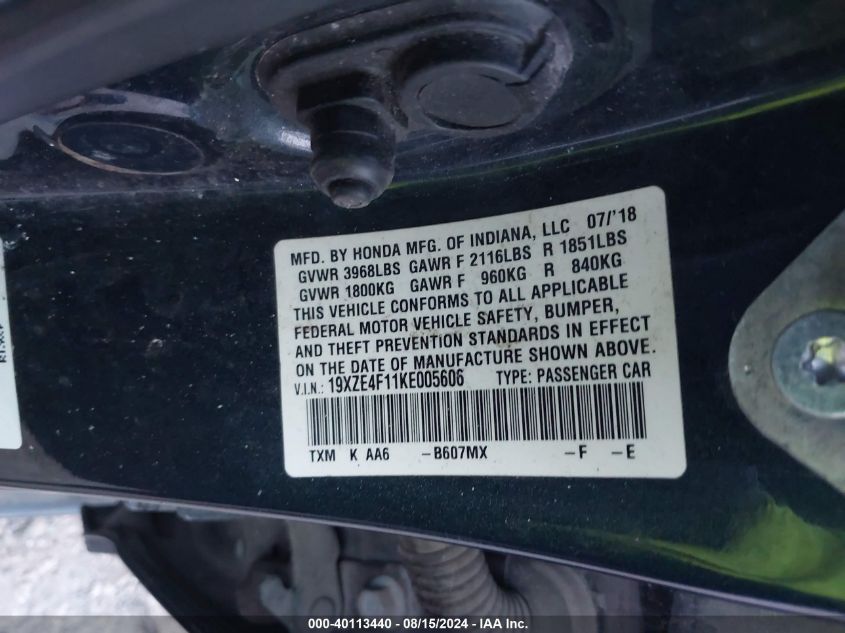 MFD. BY HONDA MFG. OF INDIANA, LLC 07/'18
GVWR 3968LBS GAWR F 2116LBS R 1851LBS
GVWR 1800KG GAWR F 960KG R 840KG
THIS VEHICLE CONFORMS TO ALL APPLICABLE
FEDERAL MOTOR VEHICLE SAFETY, BUMPER,
AND THEFT PREVENTION STANDARDS IN EFFECT
ON THE DATE OF MANUFACTURE SHOWN ABOVE.
V.I.N.: 19XZE4F11KE005606 TYPE: PASSENGER CAR
TXM K AA6 -B607MX -F -E
000-40113440 - 08/15/2024 - IAA Inc.